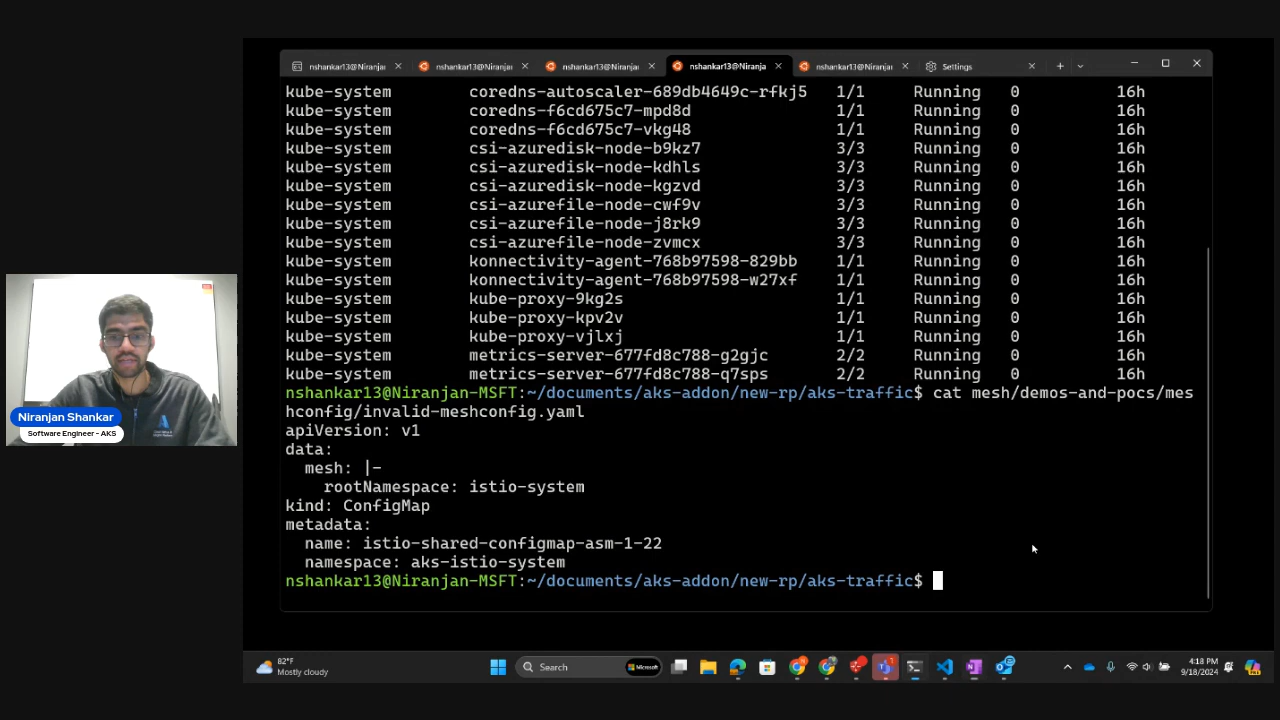 nshankar13@Niranja
nshankar13@Niranja
nshankar13@Niranja
nshankar13@Niranja
nshankar13@Niranja
Settings
kube-system coredns-autoscaler-689db4649c-rfkj5 1/1 Running 0 16h
kube-system coredns-f6cd675c7-mpd8d 1/1 Running 0 16h
kube-system coredns-f6cd675c7-vkg48 1/1 Running 0 16h
kube-system csi-azuredisk-node-b9kz7 3/3 Running 0 16h
kube-system csi-azuredisk-node-kdhls 3/3 Running 0 16h
kube-system csi-azuredisk-node-kgzvd 3/3 Running 0 16h
kube-system csi-azurefile-node-cwf9v 3/3 Running 0 16h
kube-system csi-azurefile-node-j8rk9 3/3 Running 0 16h
kube-system csi-azurefile-node-zvmcx 3/3 Running 0 16h
kube-system konnectivity-agent-768b97598-829bb 1/1 Running 0 16h
kube-system konnectivity-agent-768b97598-w27xf 1/1 Running 0 16h
kube-system kube-proxy-9kg2s 1/1 Running 0 16h
kube-system kube-proxy-kpv2v 1/1 Running 0 16h
kube-system kube-proxy-vjlxj 1/1 Running 0 16h
kube-system metrics-server-677fd8c788-g2gjc 2/2 Running 0 16h
kube-system metrics-server-677fd8c788-q7sps 2/2 Running 0 16h
nshankar13@Niranjan-MSFT:~/documents/aks-addon/new-rp/aks-traffic$ cat mesh/demos-and-pocs/mes
hconfig/invalid-meshconfig.yaml
apiVersion: v1
data:
  mesh: |-
    rootNamespace: istio-system
kind: ConfigMap
metadata:
  name: istio-shared-configmap-asm-1-22
  namespace: aks-istio-system
nshankar13@Niranjan-MSFT:~/documents/aks-addon/new-rp/aks-traffic$
Niranjan Shankar
Software Engineer - AKS
82°F
Mostly cloudy
Search
Microsoft
4:18 PM
9/18/2024